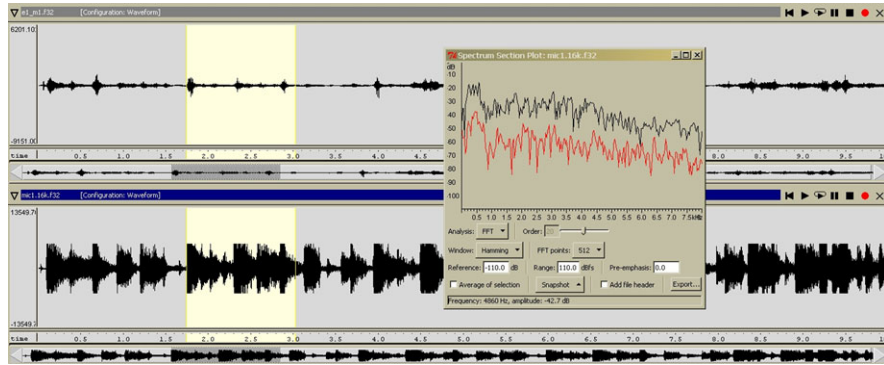 e1_m1.f32 [Configuration: Waveform]
6201.10
-9151.00
time 0.5 1.0 1.5 2.0 2.5 3.0 3.5 4.0 4.5 8.0 8.5 9.0 9.5
Spectrum Section Plot: mic1.16k.f32
dB
-10
20
30
40
50
60
70
80
90
100
0.5 1.0 1.5 2.0 2.5 3.0 3.5 4.0 4.5 5.0 5.5 6.0 6.5 7.0 7.5kHz
Analysis: FFT Order: 20
Window: Hamming FFT points: 512
Reference: -110.0 dB Range: 110.0 dBfs Pre-emphasis: 0.0
Average of selection Snapshot Add file header Export...
Frequency: 4860 Hz, amplitude: -42.7 dB
mic1.16k.f32 [Configuration: Waveform]
13549.7
-13549.7
time 0.5 1.0 1.5 2.0 2.5 3.0 3.5 4.0 4.5 5.0 5.5 6.0 6.5 7.0 7.5 8.0 8.5 9.0 9.5